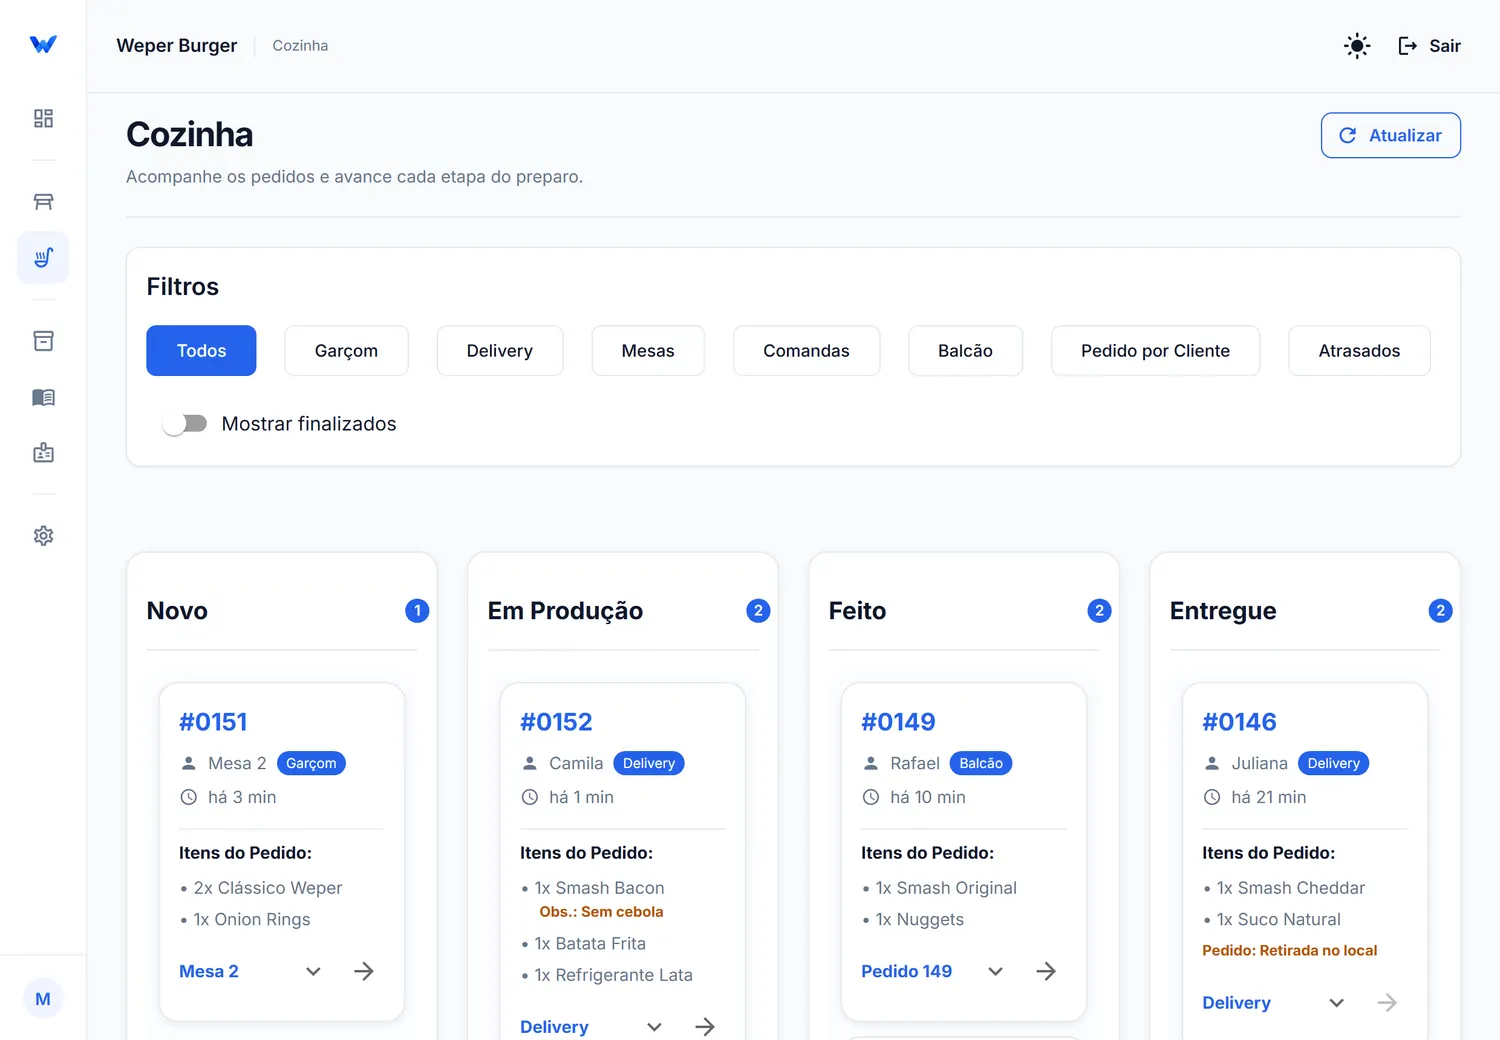 Weper Burger
Cozinha
Sair
Cozinha
Atualizar
Acompanhe os pedidos e avance cada etapa do preparo.
Filtros
Todos
Garçom
Delivery
Mesas
Comandas
Balcão
Pedido por Cliente
Atrasados
Mostrar finalizados
Novo
1
#0151
Mesa 2 Garçom
há 3 min
Itens do Pedido:
• 2x Clássico Weper
• 1x Onion Rings
Mesa 2
Em Produção
2
#0152
Camila Delivery
há 1 min
Itens do Pedido:
• 1x Smash Bacon
Obs.: Sem cebola
• 1x Batata Frita
• 1x Refrigerante Lata
Delivery
Feito
2
#0149
Rafael Balcão
há 10 min
Itens do Pedido:
• 1x Smash Original
• 1x Nuggets
Pedido 149
Entregue
2
#0146
Juliana Delivery
há 21 min
Itens do Pedido:
• 1x Smash Cheddar
• 1x Suco Natural
Pedido: Retirada no local
Delivery
M